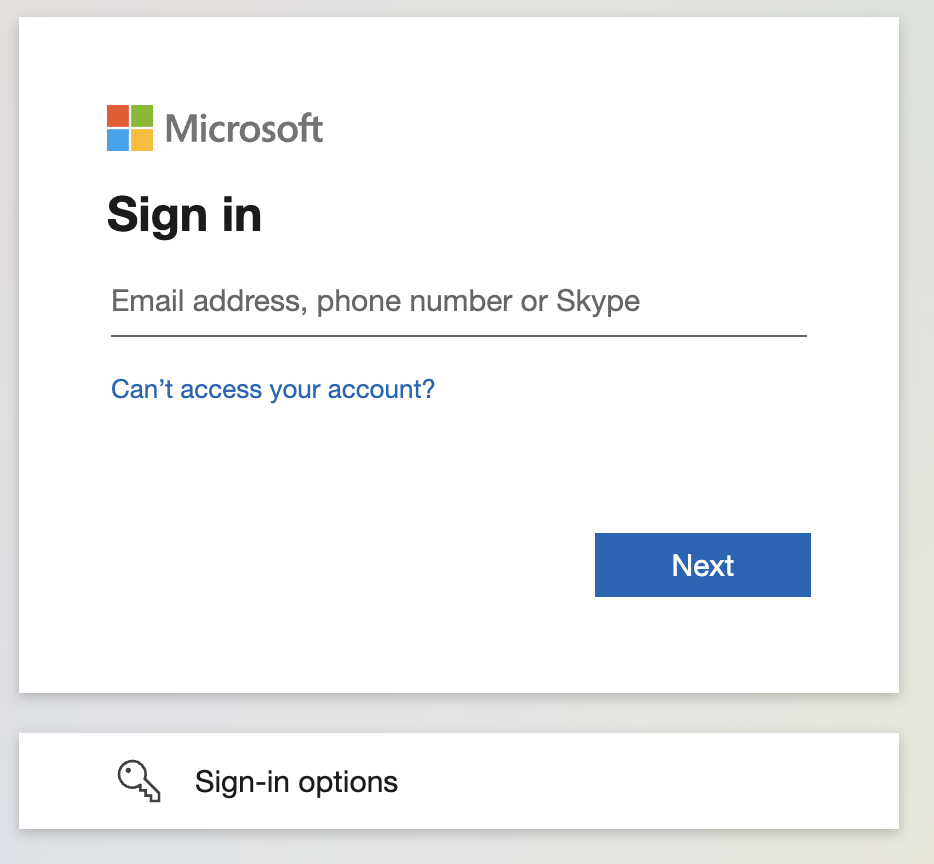 Microsoft
Sign in
Email address, phone number or Skype
Can’t access your account?
Next
Sign-in options